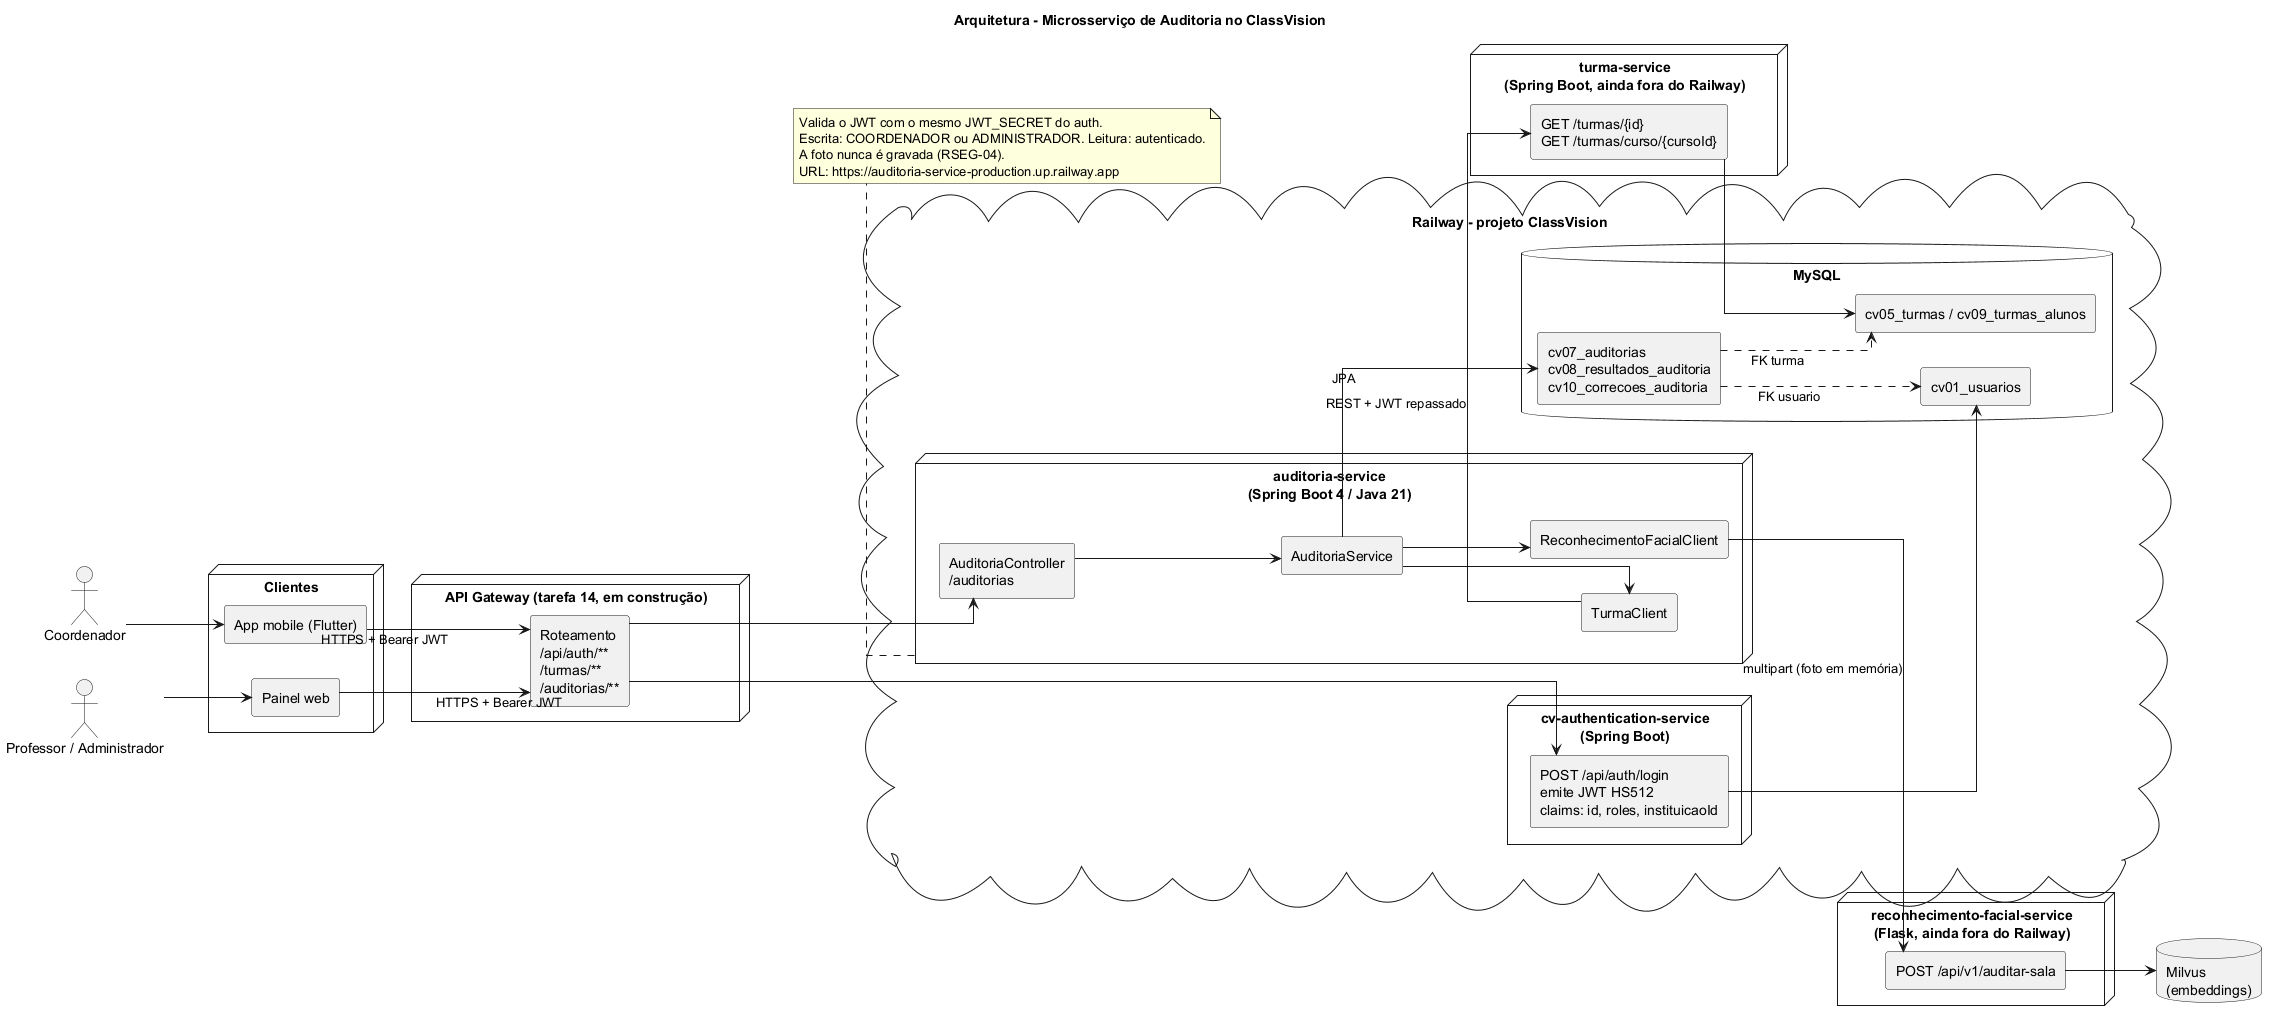 Arquitetura - Microsserviço de Auditoria no ClassVision
turma-service
(Spring Boot, ainda fora do Railway)
GET /turmas/{id}
GET /turmas/curso/{cursoId}
Valida o JWT com o mesmo JWT_SECRET do auth.
Escrita: COORDENADOR ou ADMINISTRADOR. Leitura: autenticado.
A foto nunca é gravada (RSEG-04).
URL: https://auditoria-service-production.up.railway.app
Railway - projeto ClassVision
MySQL
cv05_turmas / cv09_turmas_alunos
cv07_auditorias
cv08_resultados_auditoria
cv10_correcoes_auditoria
FK turma
FK usuario
cv01_usuarios
JPA
REST + JWT repassado
auditoria-service
(Spring Boot 4 / Java 21)
AuditoriaController
/auditorias
AuditoriaService
ReconhecimentoFacialClient
TurmaClient
Coordenador
Professor / Administrador
Clientes
App mobile (Flutter)
Painel web
HTTPS + Bearer JWT
HTTPS + Bearer JWT
API Gateway (tarefa 14, em construção)
Roteamento
/api/auth/**
/turmas/**
/auditorias/**
multipart (foto em memória)
cv-authentication-service
(Spring Boot)
POST /api/auth/login
emite JWT HS512
claims: id, roles, instituicaoId
reconhecimento-facial-service
(Flask, ainda fora do Railway)
POST /api/v1/auditar-sala
Milvus
(embeddings)